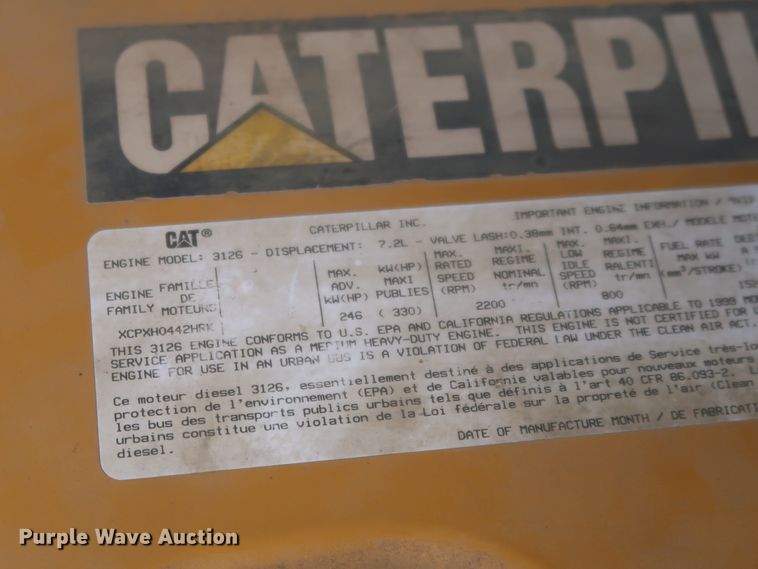 CATERPIL
CAT®
CATERPILLAR INC.
IMPORTANT ENGINE INFORMATION /
ENGINE MODEL: 3126 - DISPLACEMENT: 7.2L - VALVE LASH:0.38mm INT. 0.64mm EXH./ MODELE
ENGINE FAMILLE
DE
FAMILY MOTEURS
XCPXH0442HRK
MAX. kW(HP)
ADV. MAXI
kW(HP) PUBLIES
246 ( 330)
MAX. MAXI.
RATED REGIME
SPEED NOMINAL
(RPM) tr/mn
2200
MAX. MAXI.
LOW REGIME
IDLE RALENTI
SPEED tr/mn
(RPM)
800
FUEL RATE
MAX kW
(mm³/STROKE)
THIS 3126 ENGINE CONFORMS TO U.S. EPA AND CALIFORNIA REGULATIONS APPLICABLE TO 1999 MODEL
SERVICE APPLICATION AS A MEDIUM HEAVY-DUTY ENGINE. THIS ENGINE IS NOT CERTIFIED FOR
ENGINE FOR USE IN AN URBAN BUS IS A VIOLATION OF FEDERAL LAW UNDER THE CLEAN AIR ACT.
Ce moteur diesel 3126, essentiellement destiné à des applications de Service
protection de l'environnement (EPA) et de Californie valables pour nouveaux moteurs
les bus des transports publics urbains tels que définis à l'art 40 CFR 86.093-2.
urbains constitue une violation de la Loi fédérale sur la propreté de l'air (Clean
diesel.
DATE OF MANUFACTURE MONTH / DE FABRICATI
Purple Wave Auction